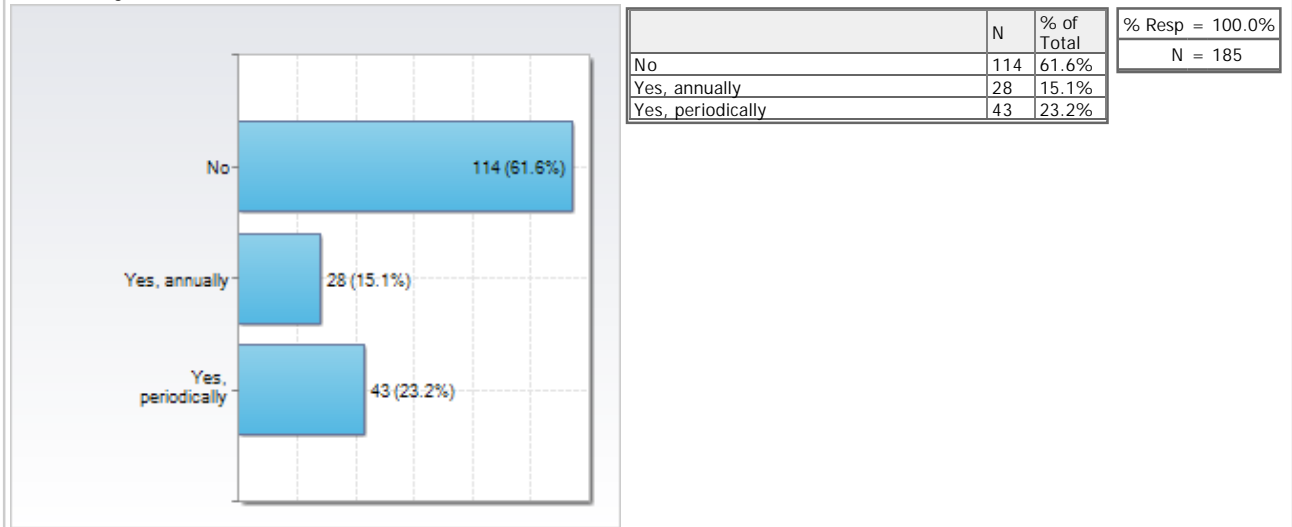 No
114 (61.6%)
Yes, annually
28 (15.1%)
Yes,
periodically
43 (23.2%)
N % of
Total
No 114 61.6%
Yes, annually 28 15.1%
Yes, periodically 43 23.2%
% Resp = 100.0%
N = 185